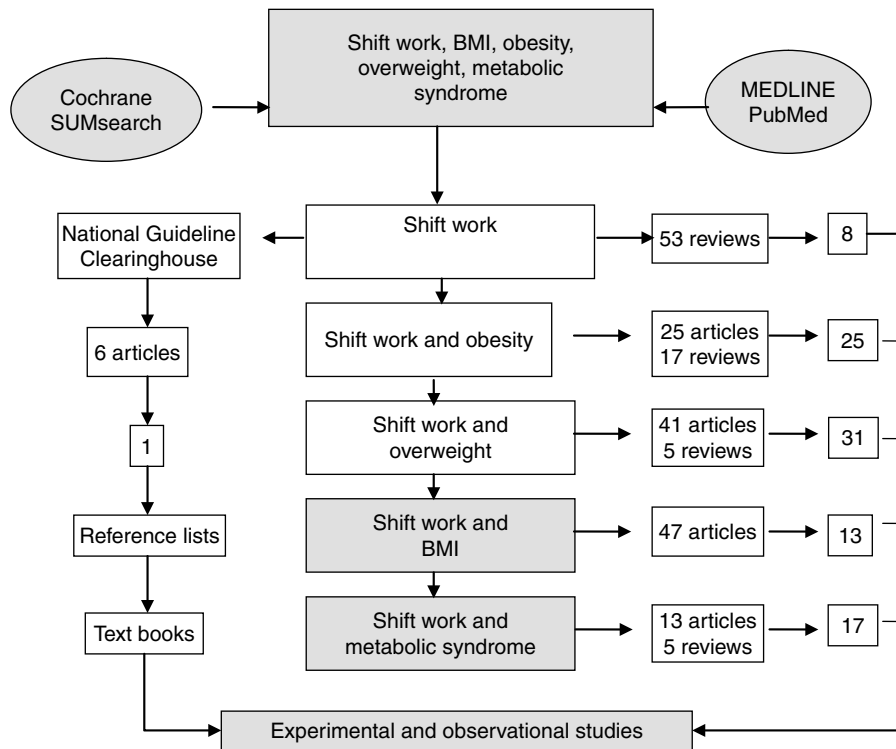 Shift work, BMI, obesity,
overweight, metabolic
syndrome
Cochrane
SUMsearch
MEDLINE
PubMed
National Guideline
Clearinghouse
Shift work
53 reviews
8
6 articles
Shift work and obesity
25 articles
17 reviews
25
1
Shift work and
overweight
41 articles
5 reviews
31
Reference lists
Shift work and
BMI
47 articles
13
Text books
Shift work and
metabolic syndrome
13 articles
5 reviews
17
Experimental and observational studies